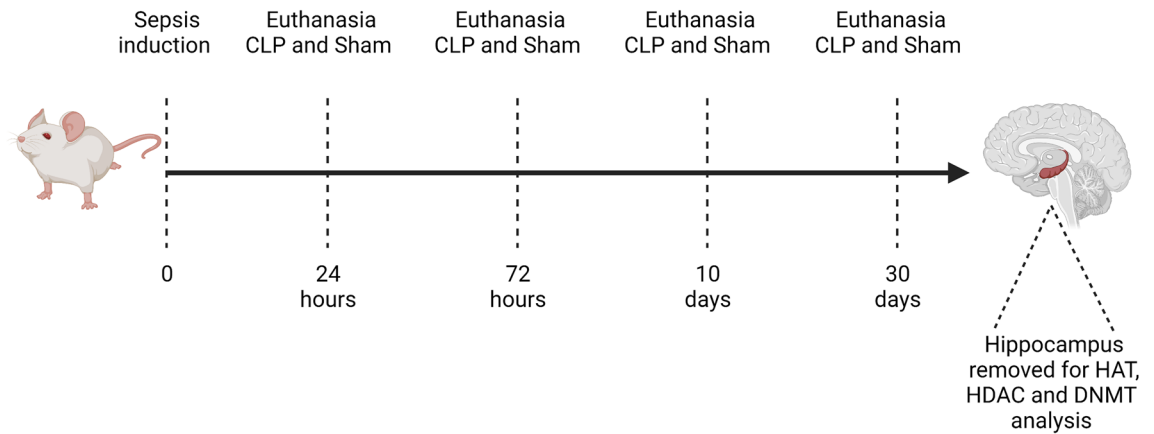 Sepsis
induction
Euthanasia
CLP and Sham
Euthanasia
CLP and Sham
Euthanasia
CLP and Sham
Euthanasia
CLP and Sham
0
24
hours
72
hours
10
days
30
days
Hippocampus
removed for HAT,
HDAC and DNMT
analysis